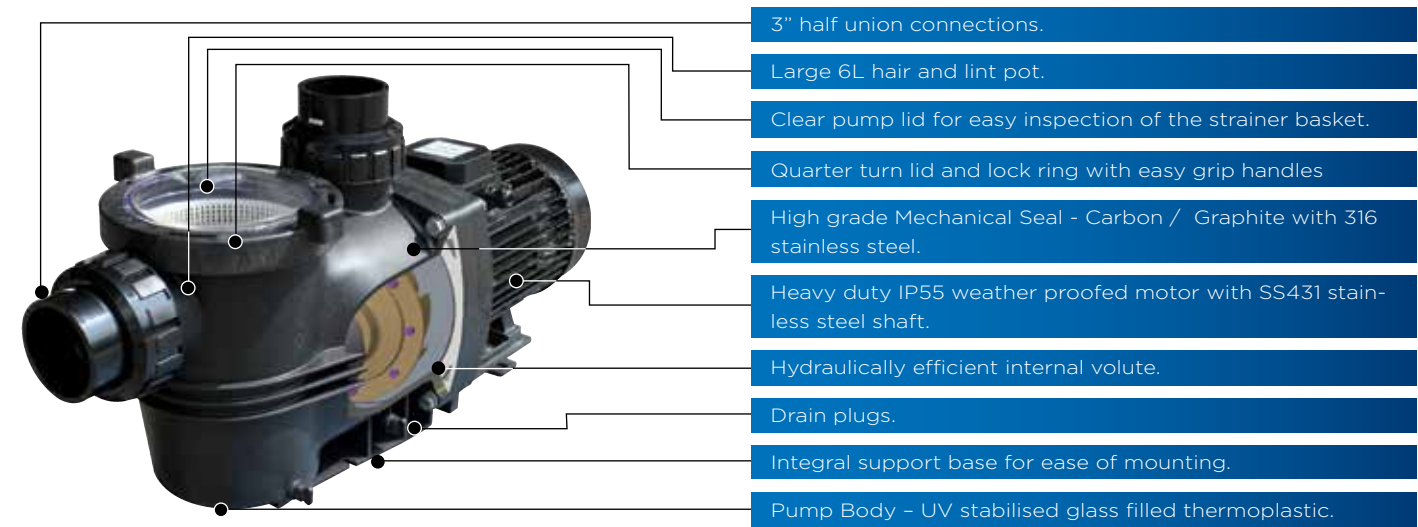 3” half union connections.
Large 6L hair and lint pot.
Clear pump lid for easy inspection of the strainer basket.
Quarter turn lid and lock ring with easy grip handles
High grade Mechanical Seal - Carbon /  Graphite with 316
stainless steel.
Heavy duty IP55 weather proofed motor with SS431 stain-
less steel shaft.
Hydraulically efficient internal volute.
Drain plugs.
Integral support base for ease of mounting.
Pump Body – UV stabilised glass filled thermoplastic.